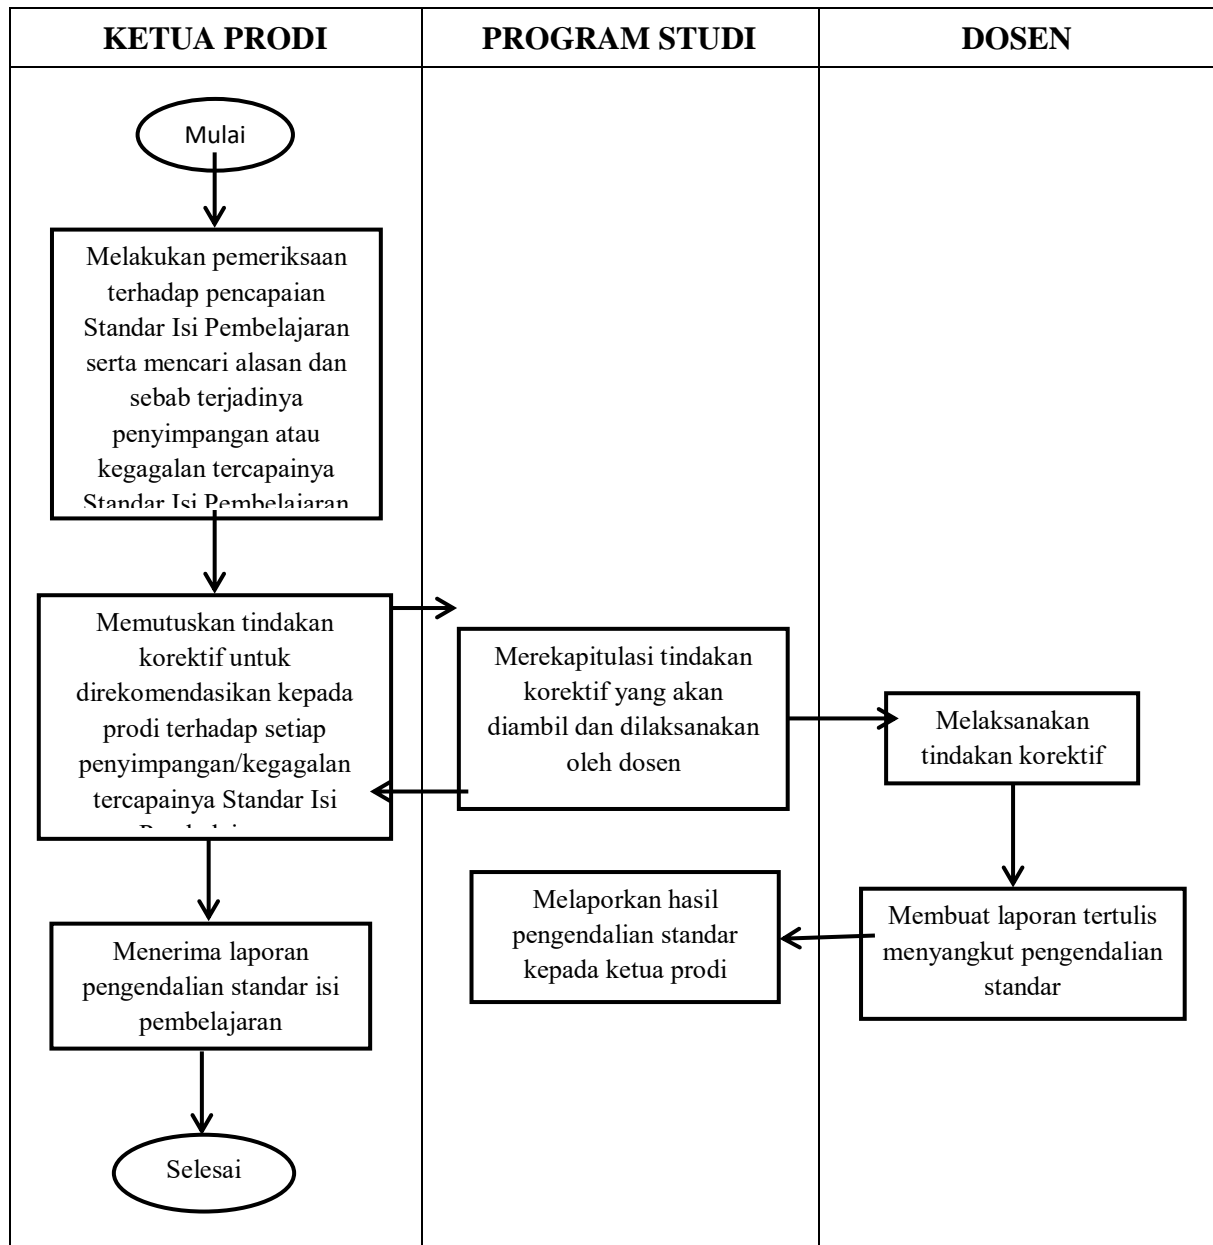 KETUA PRODI
PROGRAM STUDI
DOSEN
Mulai
Melakukan pemeriksaan
terhadap pencapaian
Standar Isi Pembelajaran
serta mencari alasan dan
sebab terjadinya
penyimpangan atau
kegagalan tercapainya
Standar Isi Pembelajaran
Memutuskan tindakan
korektif untuk
direkomendasikan kepada
prodi terhadap setiap
penyimpangan/kegagalan
tercapainya Standar Isi
Merekapitulasi tindakan
korektif yang akan
diambil dan dilaksanakan
oleh dosen
Melaksanakan
tindakan korektif
Membuat laporan tertulis
menyangkut pengendalian
standar
Melaporkan hasil
pengendalian standar
kepada ketua prodi
Menerima laporan
pengendalian standar isi
pembelajaran
Selesai